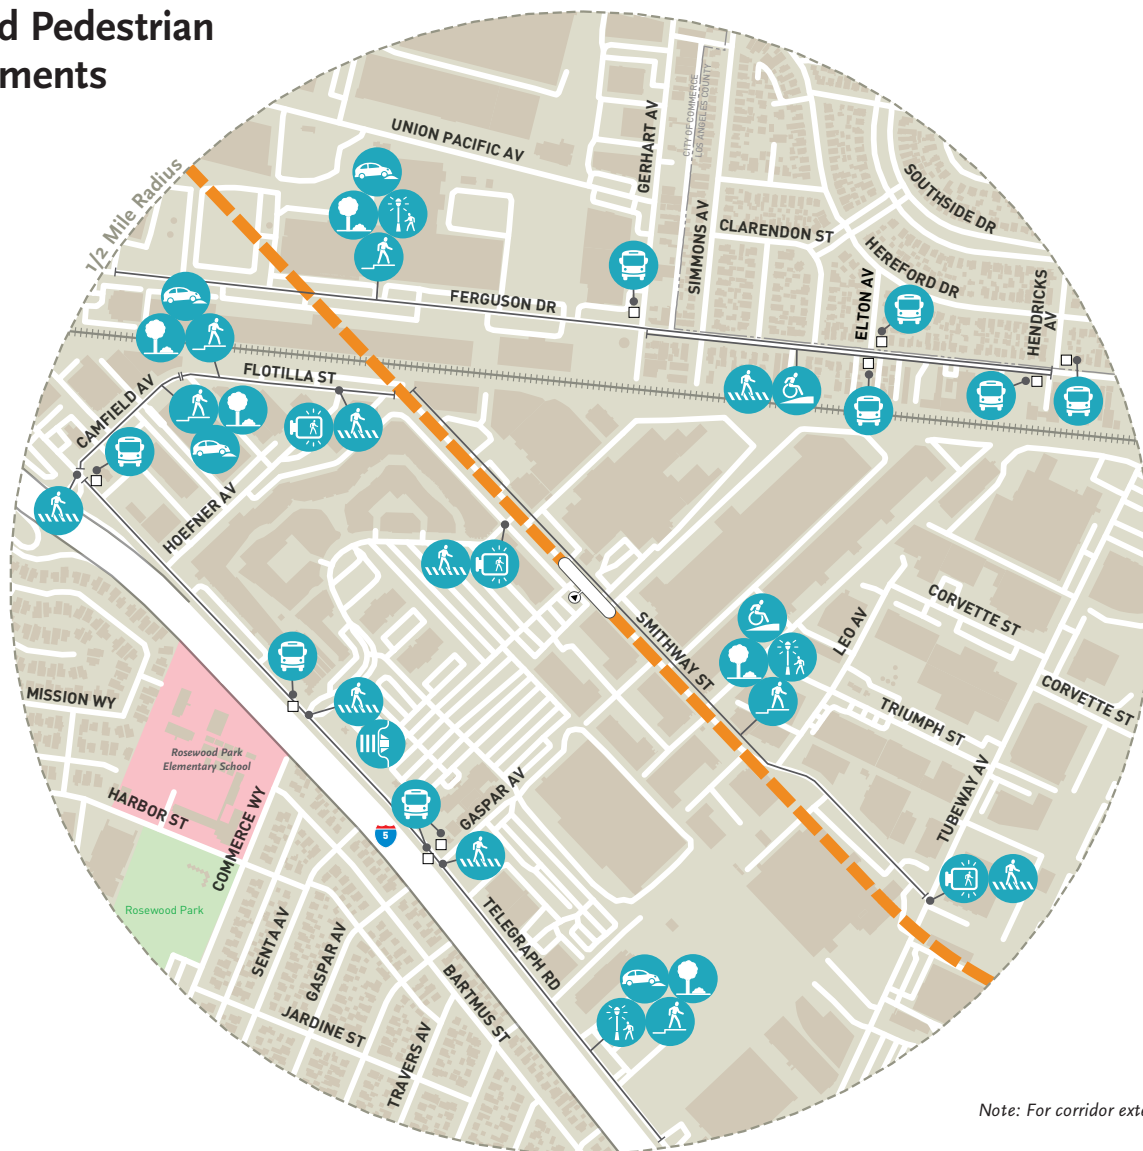 d Pedestrian
ments
1/2 Mile Radius
UNION PACIFIC AV
GERHART AV
CITY OF COMMERCE
LOS ANGELES COUNTY
SIMMONS AV
CLARENDON ST
SOUTHSIDE DR
HEREFORD DR
ELTON AV
HENDRICKS
AV
FERGUSON DR
FLOTILLA ST
CAMFIELD AV
HOEFNER AV
SMITHWAY ST
LEO AV
CORVETTE ST
CORVETTE ST
TRIUMPH ST
TUBEWAY AV
MISSION WY
Rosewood Park
Elementary School
HARBOR ST
COMMERCE WY
Rosewood Park
5
GASPAR AV
TELEGRAPH RD
SENTA AV
GASPAR AV
JARDINE ST
TRAVERS AV
BARTMUS ST
Note: For corridor exte